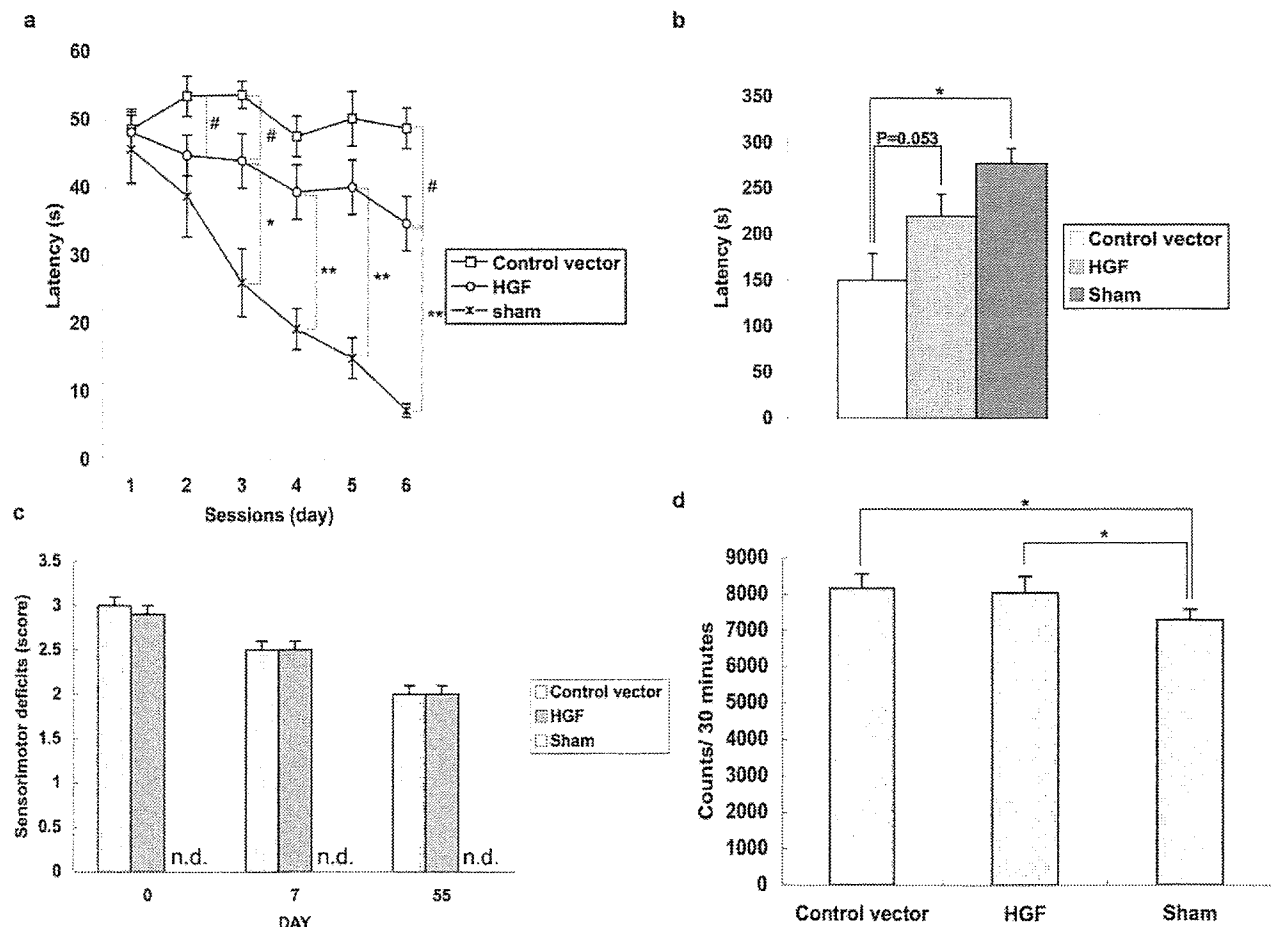 a
60
50
40
30
20
10
0
Latency (s)
#
#
*
**
**
#
**
Control vector
HGF
sham
1 2 3 4 5 6
Sessions (day)
b
350
300
250
200
150
100
50
0
Latency (s)
*
P=0.053
Control vector
HGF
Sham
c
3.5
3
2.5
2
1.5
1
0.5
0
Sensorimotor deficits (score)
n.d. n.d. n.d.
0 7 55
DAY
Control vector
HGF
Sham
d
9000
8000
7000
6000
5000
4000
3000
2000
1000
0
Counts/ 30 minutes
*
*
Control vector HGF Sham